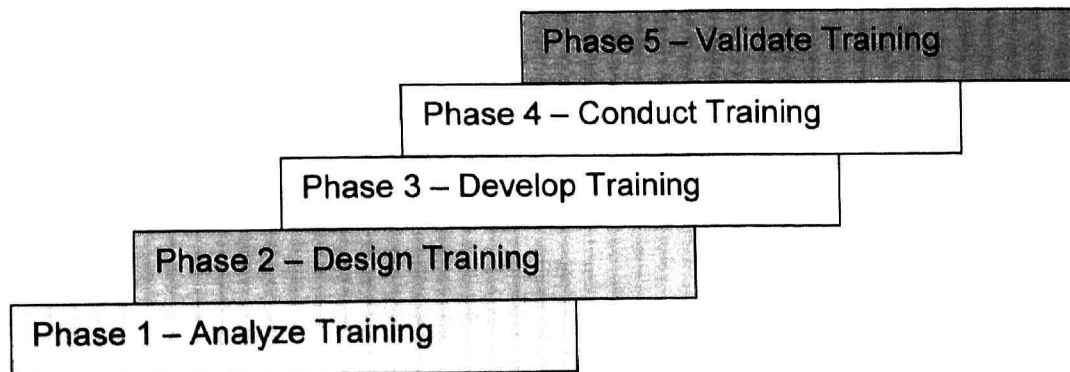 Phase 5 – Validate Training
Phase 4 – Conduct Training
Phase 3 – Develop Training
Phase 2 – Design Training
Phase 1 – Analyze Training